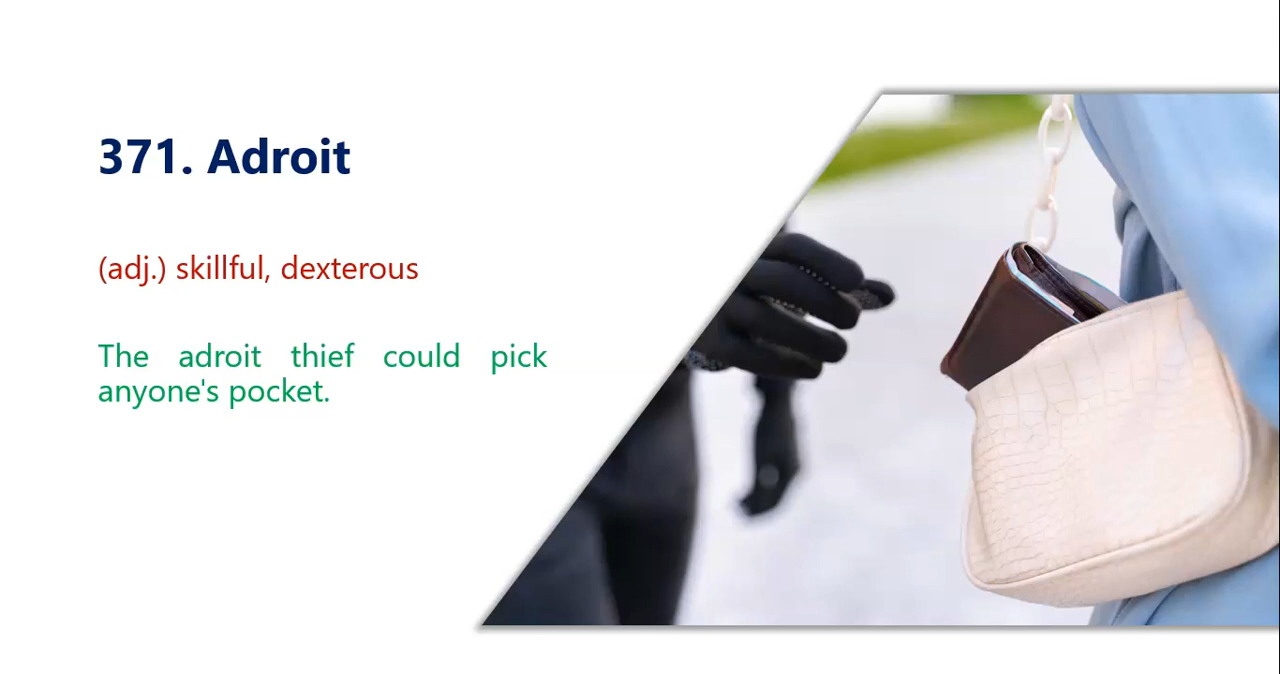 371. Adroit
(adj.) skillful, dexterous
The adroit thief could pick
anyone's pocket.